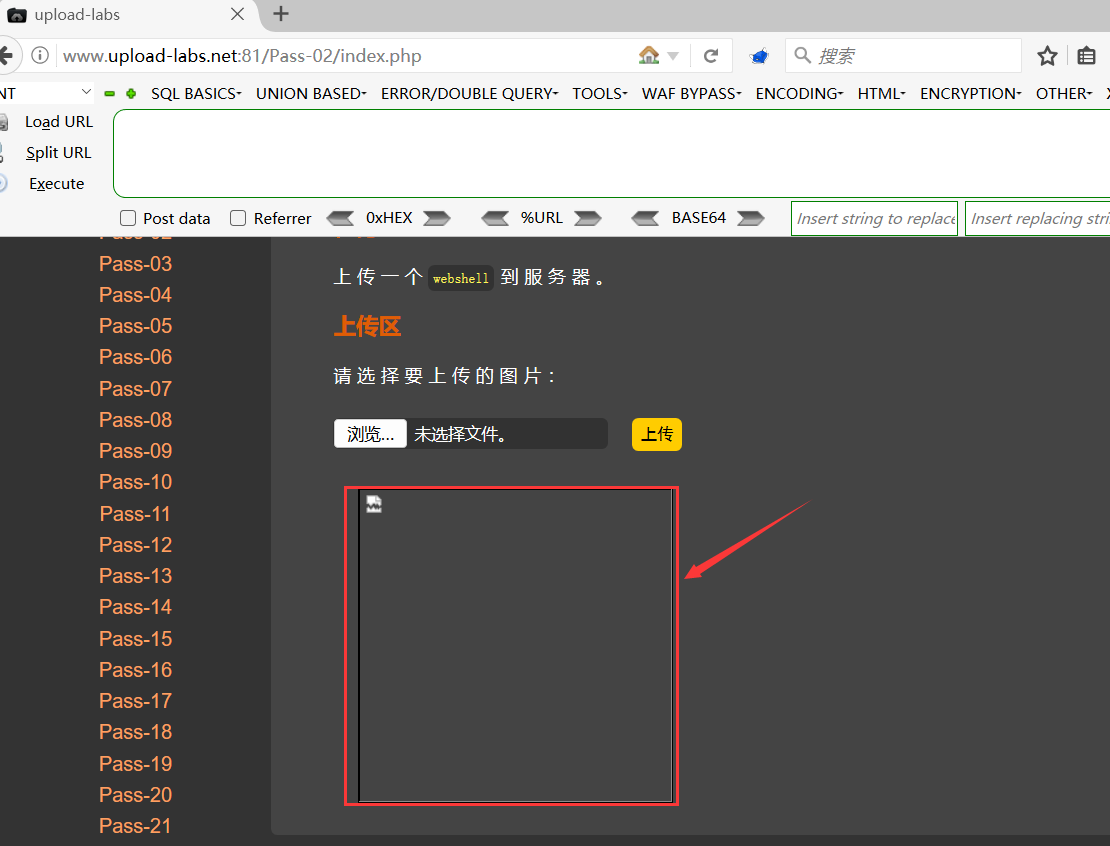 upload-labs
www.upload-labs.net:81/Pass-02/index.php
搜索
NT
SQL BASICS
UNION BASED
ERROR/DOUBLE QUERY
TOOLS
WAF BYPASS
ENCODING
HTML
ENCRYPTION
OTHER
Load URL
Split URL
Execute
Post data
Referrer
0xHEX
%URL
BASE64
Insert string to replace
Insert replacing stri
Pass-02
Pass-03
Pass-04
Pass-05
Pass-06
Pass-07
Pass-08
Pass-09
Pass-10
Pass-11
Pass-12
Pass-13
Pass-14
Pass-15
Pass-16
Pass-17
Pass-18
Pass-19
Pass-20
Pass-21
上传一个 webshell 到服务器。
上传区
请选择要上传的图片：
浏览... 未选择文件。
上传